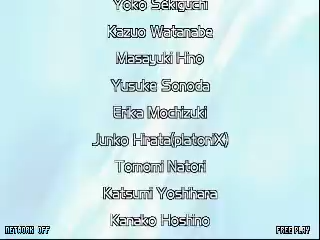 Yoko Sekiguchi
Kazuo Watanabe
Masayuki Hino
Yusuke Sonoda
Erika Mochizuki
Junko Hirata(platoniX)
Tomomi Natori
Katsumi Yoshihara
Kanako Hoshino
NETWORK OFF
FREE PLAY